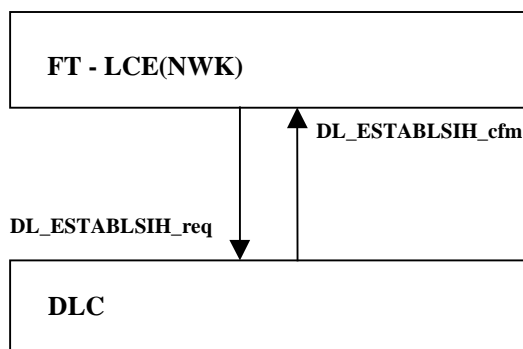 FT - LCE(NWK)
DL_ESTABLSIH_cfm
DL_ESTABLSIH_req
DLC